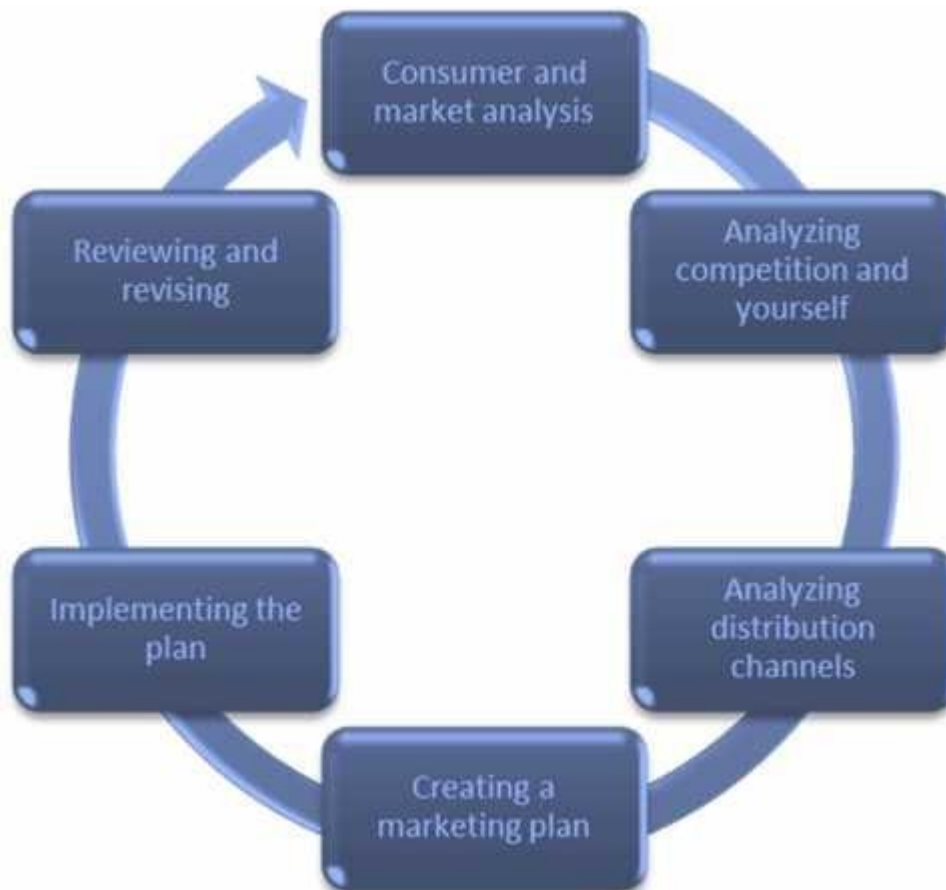 Consumer and
market analysis
Analyzing
competition and
yourself
Analyzing
distribution
channels
Creating a
marketing plan
Implementing the
plan
Reviewing and
revising